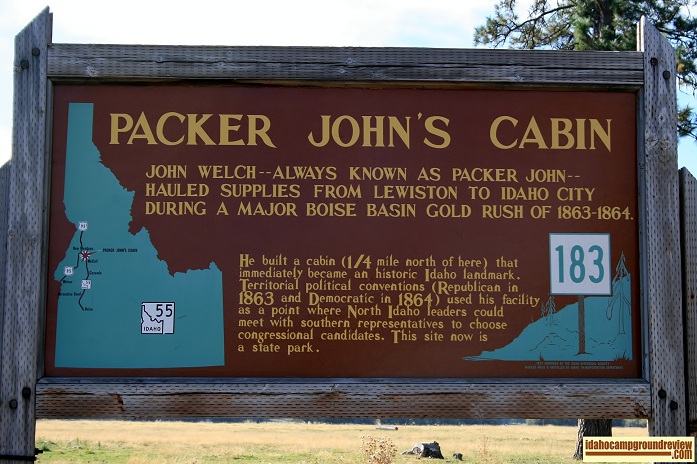 PACKER JOHN'S CABIN
JOHN WELCH--ALWAYS KNOWN AS PACKER JOHN--
HAULED SUPPLIES FROM LEWISTON TO IDAHO CITY
DURING A MAJOR BOISE BASIN GOLD RUSH OF 1863-1864.
He built a cabin (1/4 mile north of here) that
immediately became an historic Idaho landmark.
Territorial political conventions (Republican in
1863 and Democratic in 1864) used his facility
as a point where North Idaho leaders could
meet with southern representatives to choose
congressional candidates. This site now is
a state park.
183
PACKER JOHN'S CABIN
55
IDAHO
Idahocampgroundreview
.com